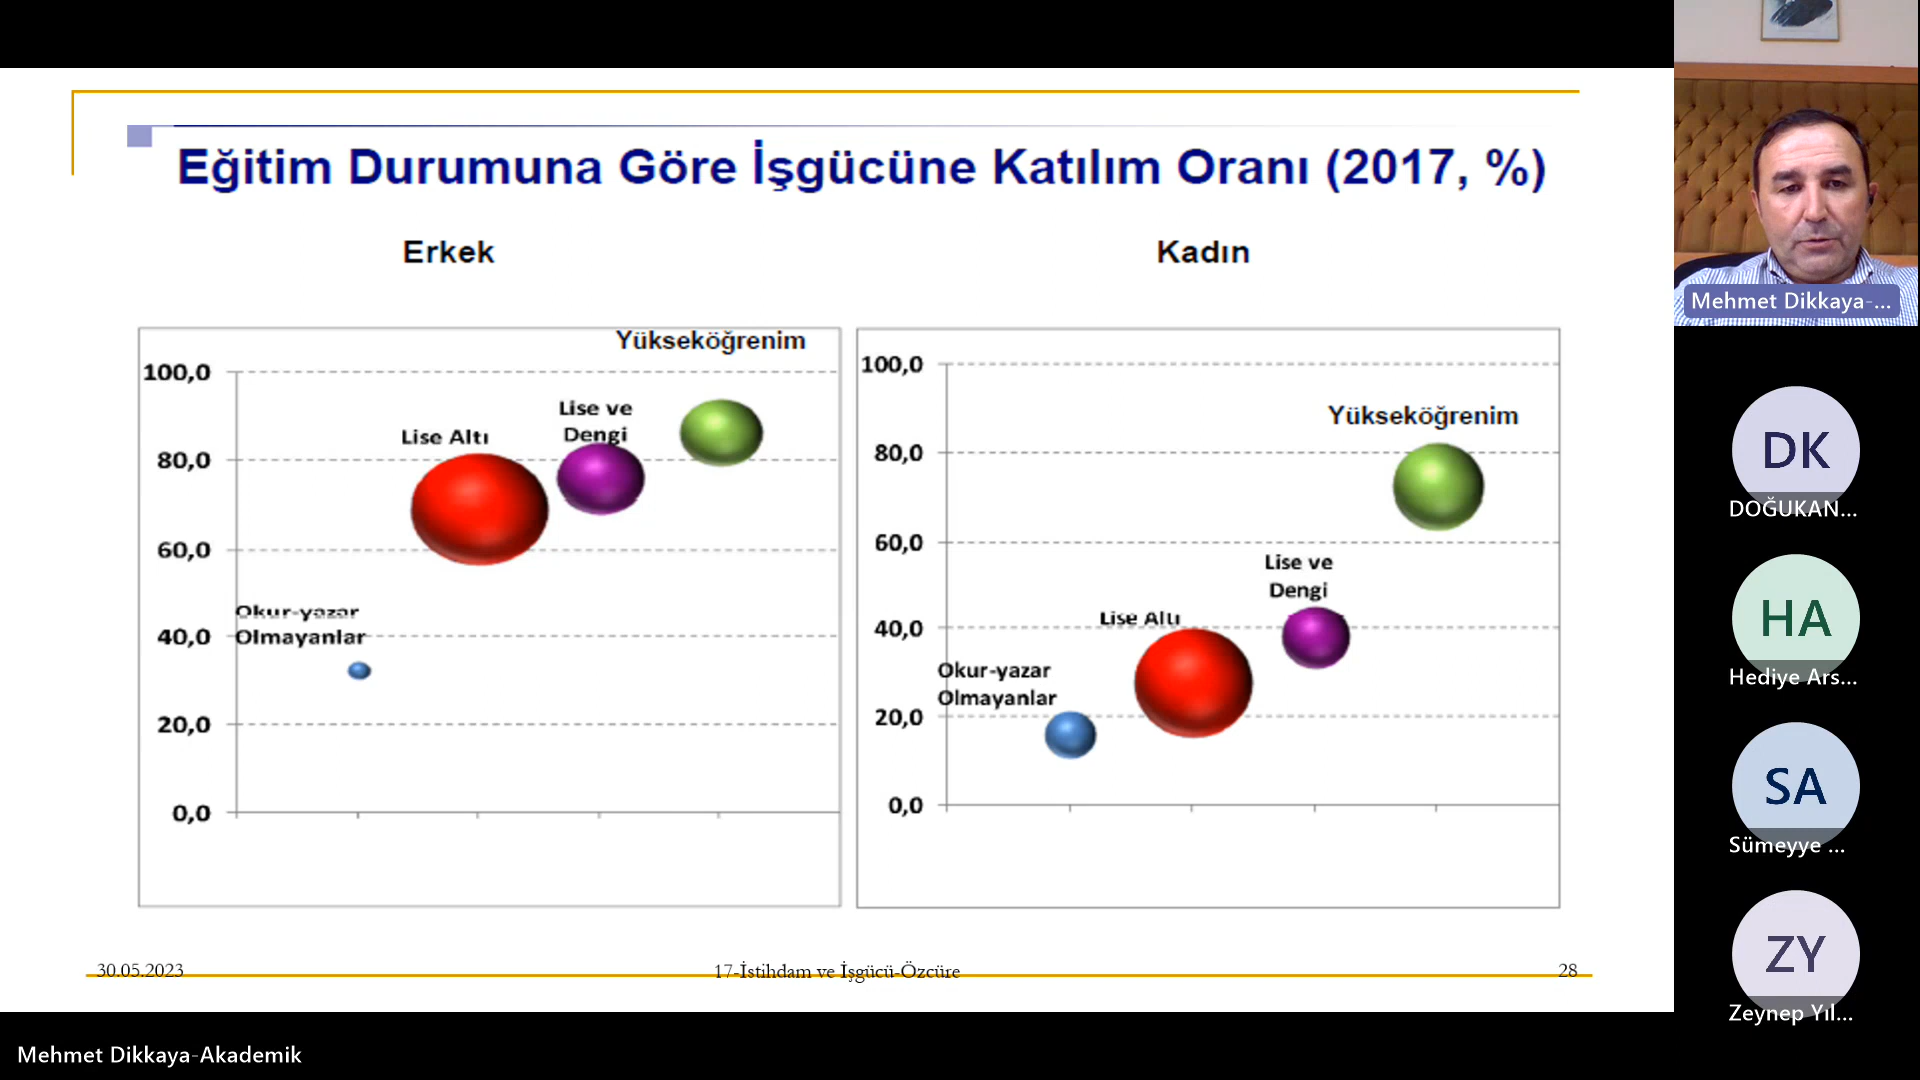 Eğitim Durumuna Göre İşgücüne Katılım Oranı (2017, %)
Erkek
Kadın
Yükseköğrenim
100,0
Lise ve
Dengi
Lise Altı
80,0
60,0
Okur-yazar
Olmayanlar
40,0
20,0
0,0
100,0
Yükseköğrenim
80,0
60,0
Lise ve
Dengi
Lise Altı
40,0
Okur-yazar
Olmayanlar
20,0
0,0
30.05.2023
17-İstihdam ve İşgücü-Özcüre
28
Mehmet Dikkaya-...
DK
DOĞUKAN...
HA
Hediye Ars...
SA
Sümeyye ...
ZY
Zeynep Yıl...
Mehmet Dikkaya-Akademik